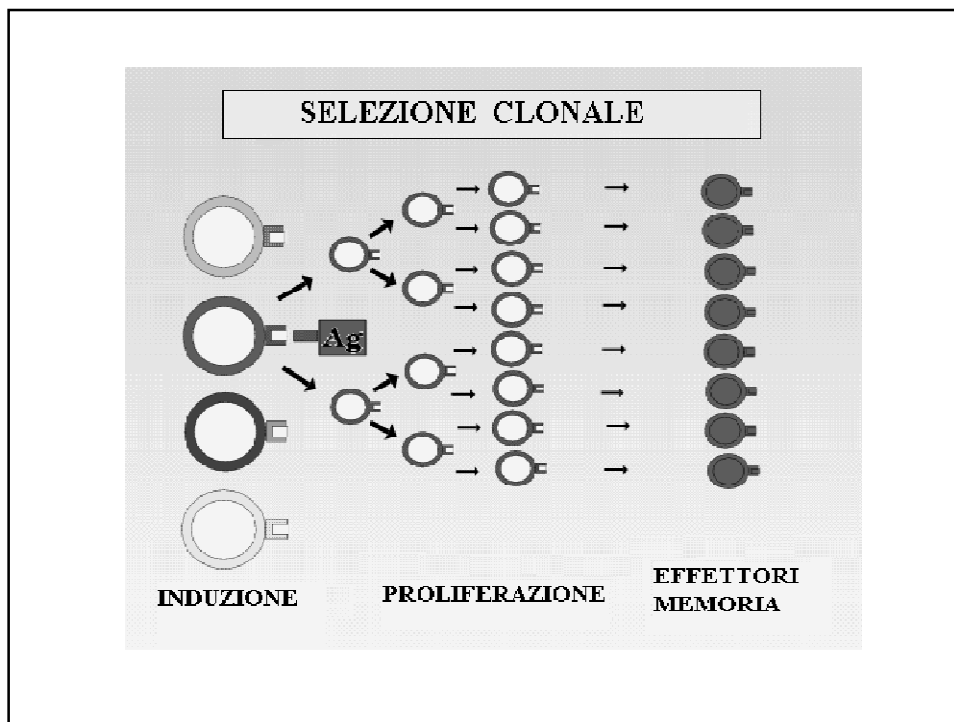 SELEZIONE CLONALE
Ag
INDUZIONE
PROLIFERAZIONE
EFFETTORI
MEMORIA